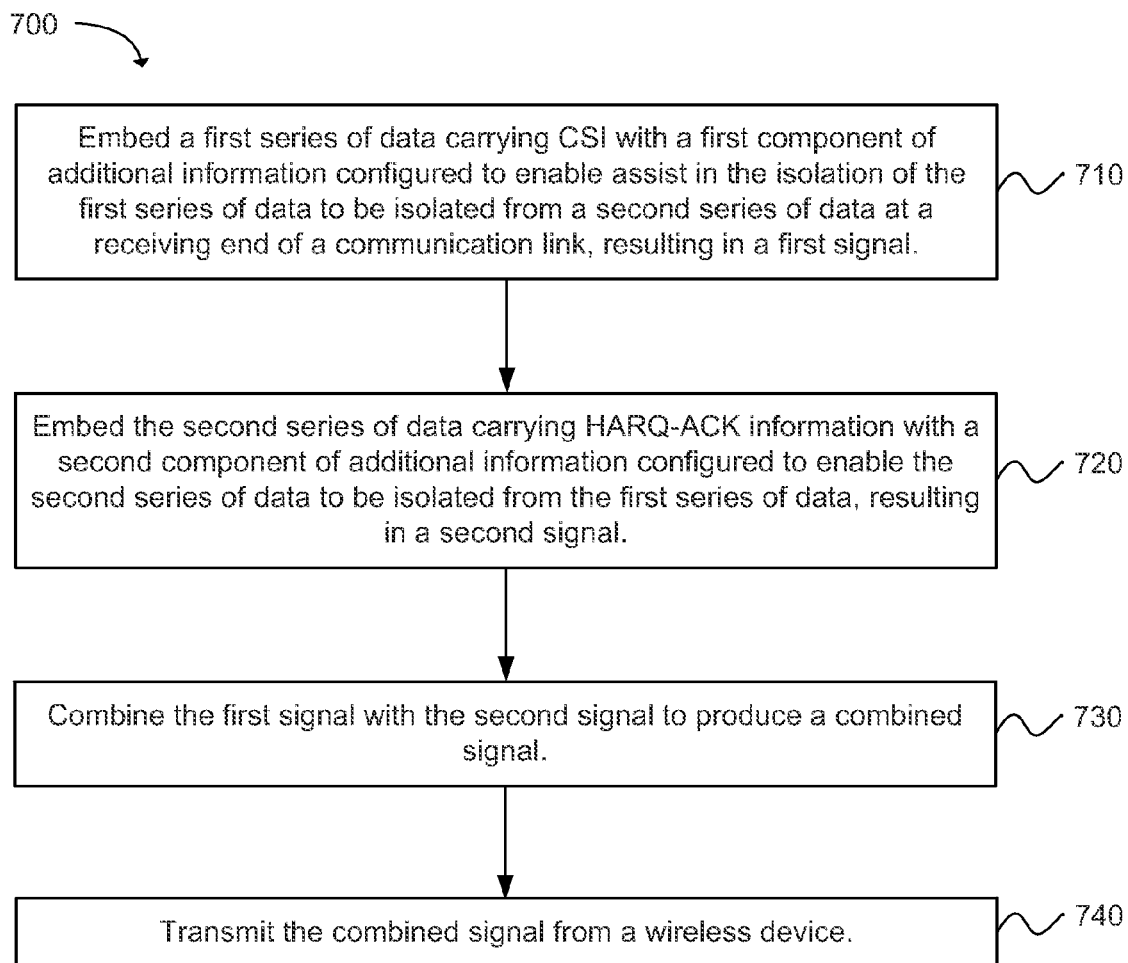 700
Embed a first series of data carrying CSI with a first component of
additional information configured to enable assist in the isolation of the
first series of data to be isolated from a second series of data at a
receiving end of a communication link, resulting in a first signal.
710
Embed the second series of data carrying HARQ-ACK information with a
second component of additional information configured to enable the
second series of data to be isolated from the first series of data, resulting
in a second signal.
720
Combine the first signal with the second signal to produce a combined
signal.
730
Transmit the combined signal from a wireless device.
740